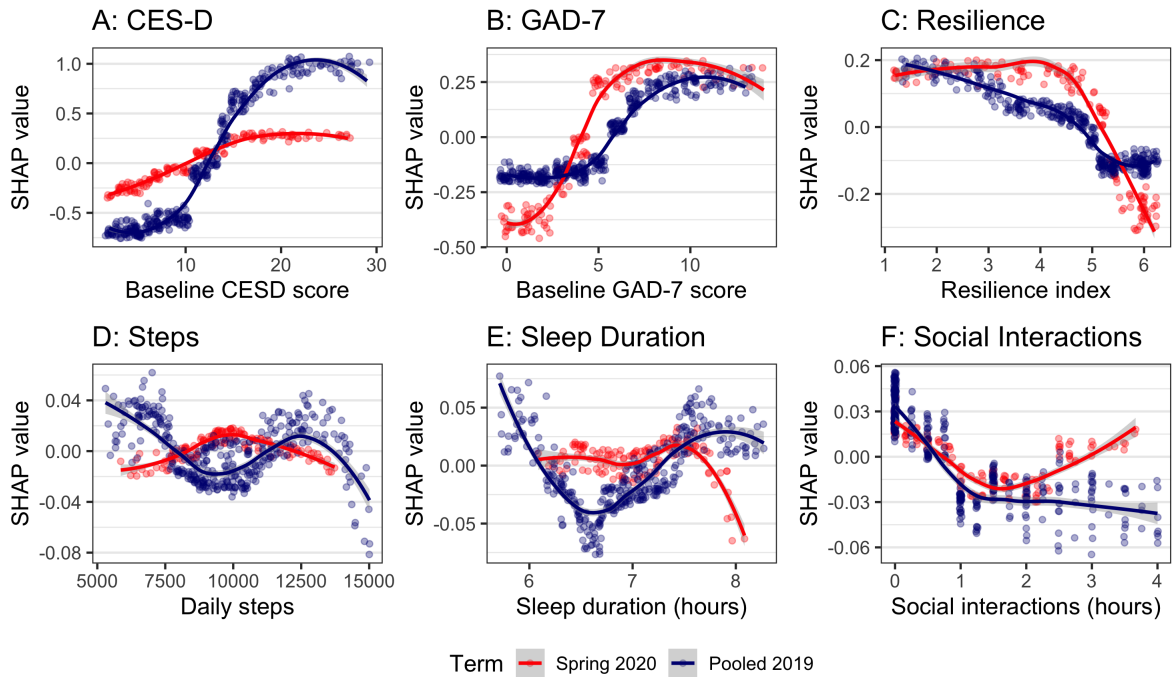 A: CES-D
B: GAD-7
C: Resilience
SHAP value
1.0
0.5
0.0
-0.5
10
20
30
Baseline CESD score
SHAP value
0.25
0.00
-0.25
-0.50
0
5
10
Baseline GAD-7 score
SHAP value
0.2
0.0
-0.2
1
2
3
4
5
6
Resilience index
D: Steps
E: Sleep Duration
F: Social Interactions
SHAP value
0.04
0.00
-0.04
-0.08
5000
7500
10000
12500
15000
Daily steps
SHAP value
0.05
0.00
-0.05
6
7
8
Sleep duration (hours)
SHAP value
0.06
0.03
0.00
-0.03
-0.06
0
1
2
3
4
Social interactions (hours)
Term
Spring 2020
Pooled 2019